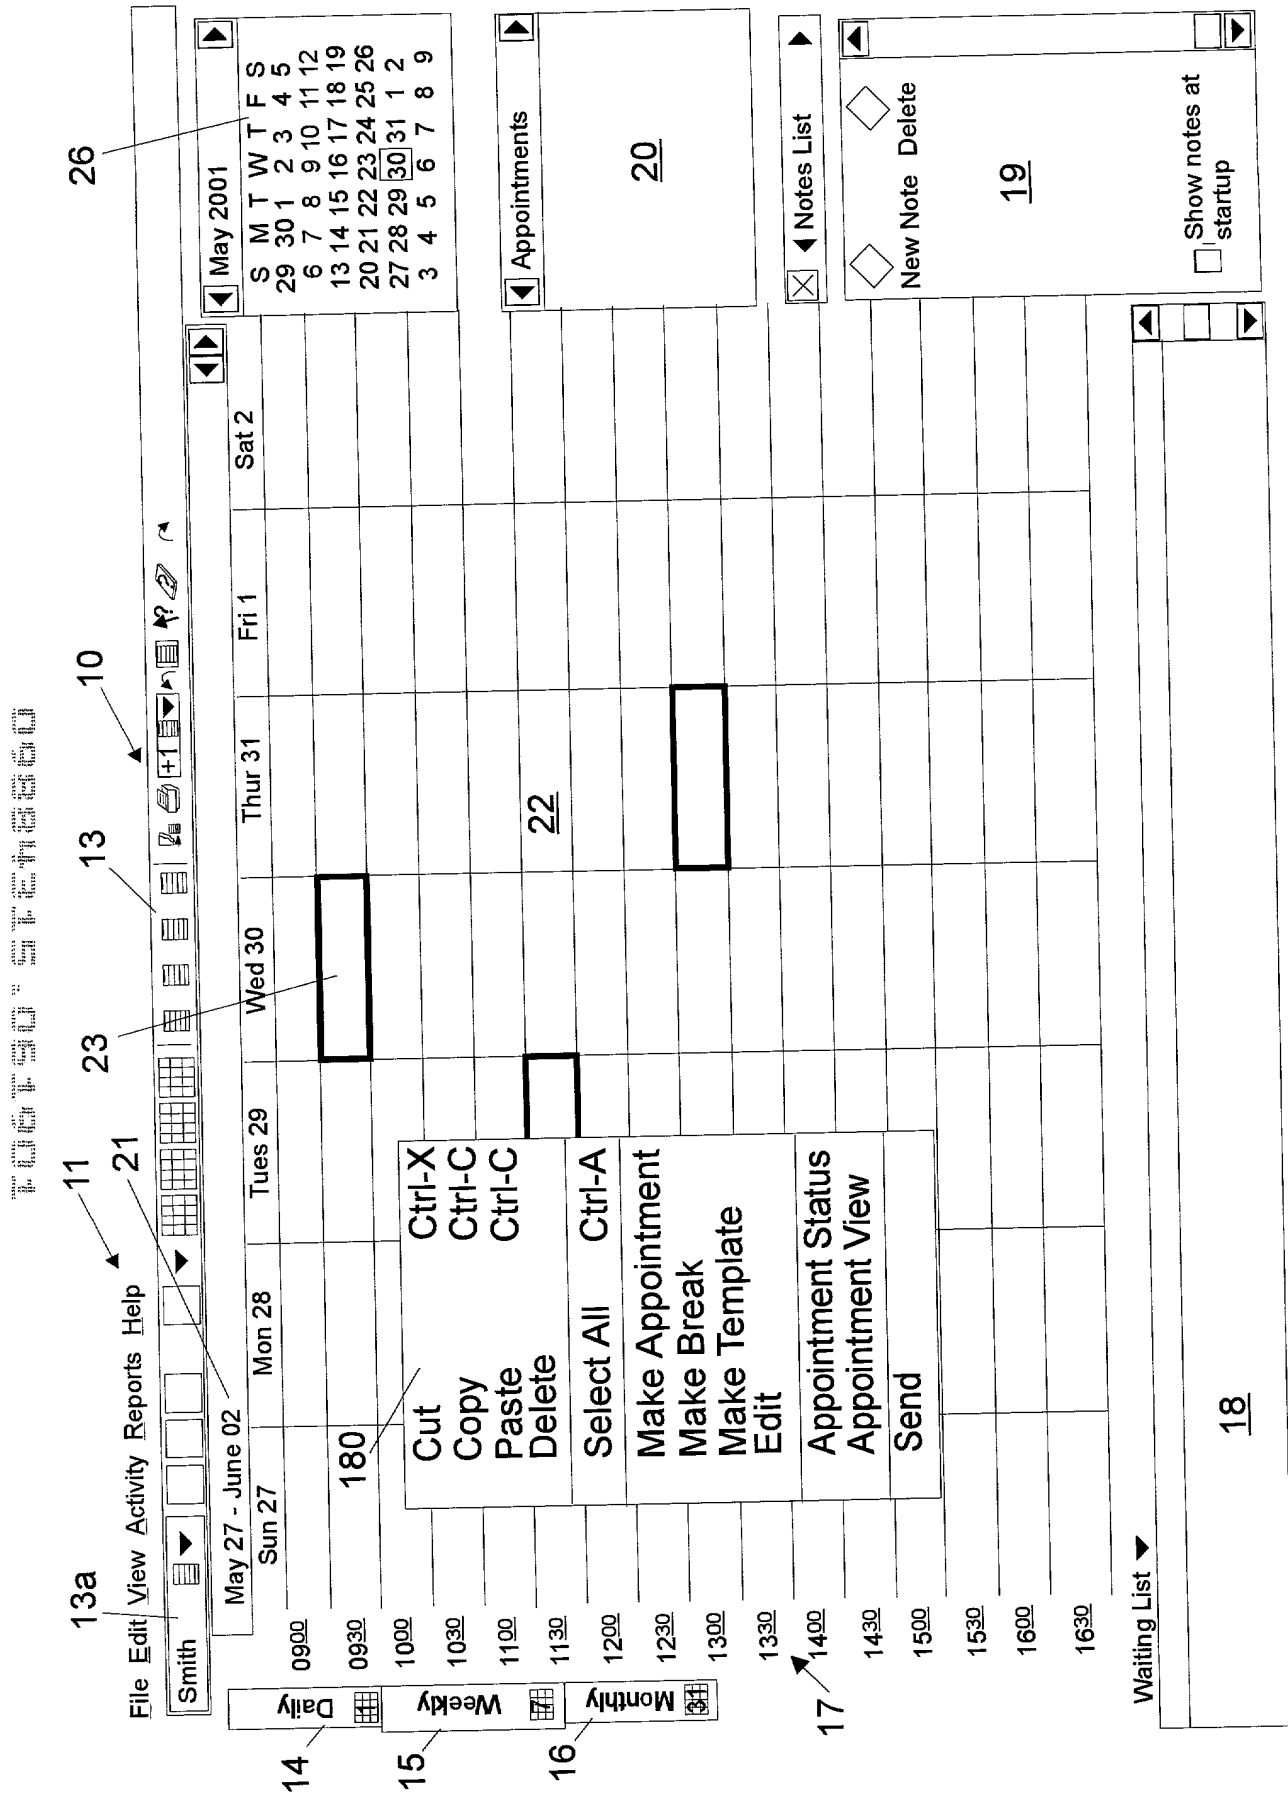 13a
11
21
23
13
10
26
File Edit View Activity Reports Help
Smith
+1
?
?
May 27 - June 02
Sun 27 Mon 28 Tues 29 Wed 30 Thur 31 Fri 1 Sat 2
0900
0930
1000
1030
1100
1130
1200
1230
1300
1330
1400
1430
1500
1530
1600
1630
Daily
1
Weekly
7
Monthly
31
14
15
16
17
180
Cut Ctrl-X
Copy Ctrl-C
Paste Ctrl-C
Delete
Select All Ctrl-A
Make Appointment
Make Break
Make Template
Edit
Appointment Status
Appointment View
Send
22
May 2001
S M T W T F S
29 30 1 2 3 4 5
6 7 8 9 10 11 12
13 14 15 16 17 18 19
20 21 22 23 24 25 26
27 28 29 30 31 1 2
3 4 5 6 7 8 9
Appointments
20
Notes List
New Note Delete
19
Show notes at
startup
Waiting List
18